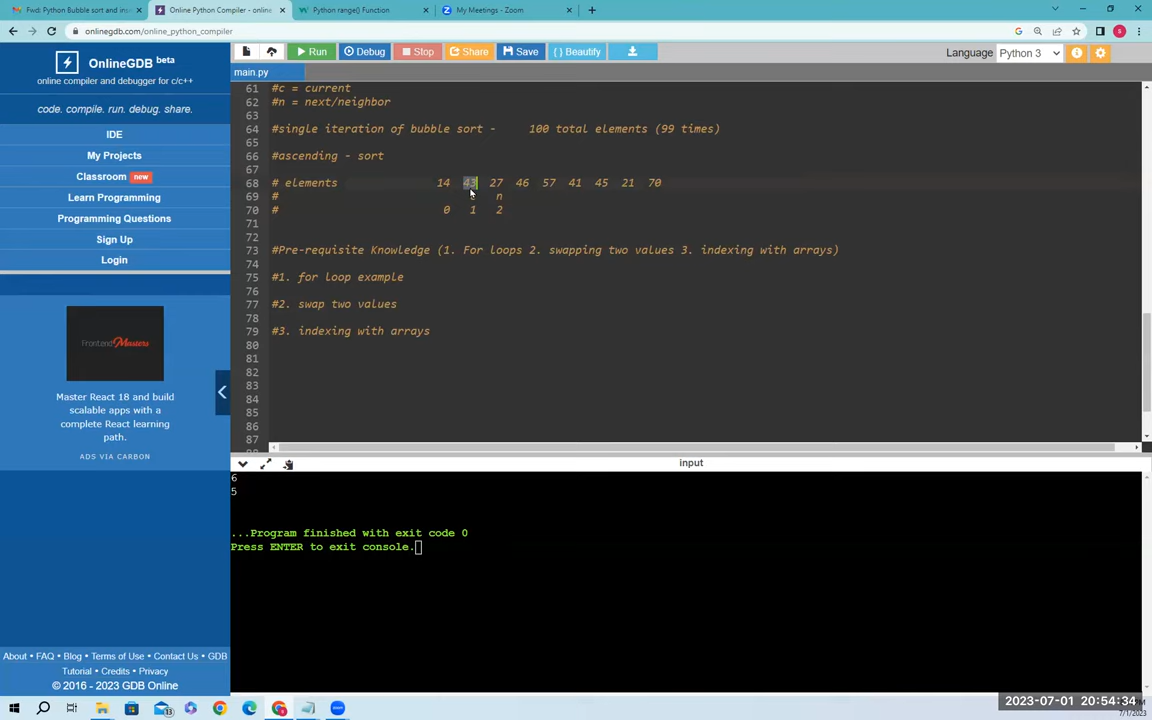 Fwd: Python Bubble sort and ins
Online Python Compiler - online
Python range() Function
My Meetings - Zoom
onlinegdb.com/online_python_compiler
OnlineGDB beta
online compiler and debugger for c/c++
code. compile. run. debug. share.
IDE
My Projects
Classroom new
Learn Programming
Programming Questions
Sign Up
Login
FrontendMasters
Master React 18 and build
scalable apps with a
complete React learning
path.
ADS VIA CARBON
About • FAQ • Blog • Terms of Use • Contact Us • GDB
Tutorial • Credits • Privacy
© 2016 - 2023 GDB Online
Run Debug Stop Share Save { } Beautify
Language Python 3
main.py
61 #c = current
62 #n = next/neighbor
63
64 #single iteration of bubble sort - 100 total elements (99 times)
65
66 #ascending - sort
67
68 # elements 14 43 27 46 57 41 45 21 70
69 # n
70 # 0 1 2
71
72
73 #Pre-requisite Knowledge (1. For loops 2. swapping two values 3. indexing with arrays)
74
75 #1. for loop example
76
77 #2. swap two values
78
79 #3. indexing with arrays
80
81
82
83
84
85
86
87
input
6
5
...Program finished with exit code 0
Press ENTER to exit console.
2023-07-01 20:54:34
7/1/2023